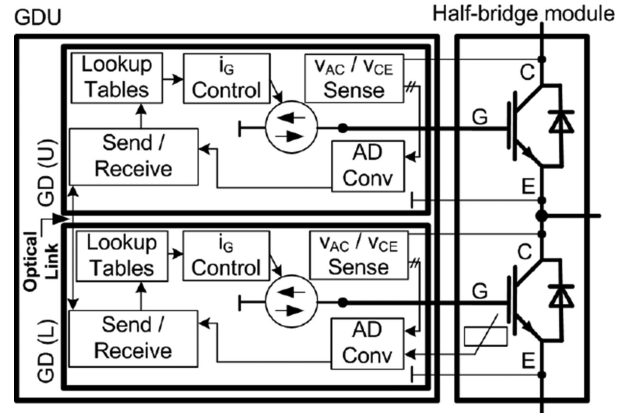 GDU
Half-bridge module
Lookup
Tables
iG
Control
vAC / vCE
Sense
C
G
Send /
Receive
AD
Conv
GD (U)
E
Optical
Link
Lookup
Tables
iG
Control
vAC / vCE
Sense
C
G
Send /
Receive
AD
Conv
GD (L)
E